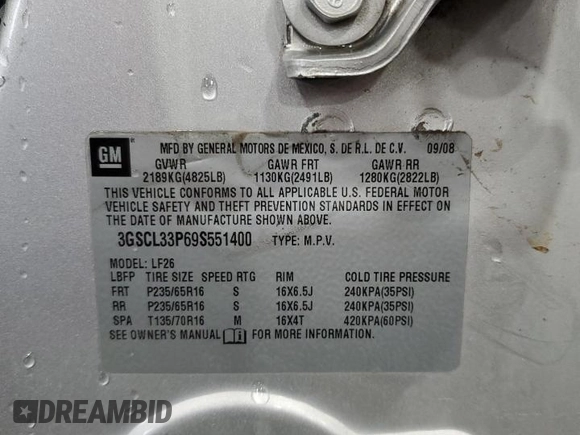 GM
MFD BY GENERAL MOTORS DE MEXICO, S. DE R.L. DE C.V. 09/08
GVWR GAWR FRT GAWR RR
2189KG(4825LB) 1130KG(2491LB) 1280KG(2822LB)
THIS VEHICLE CONFORMS TO ALL APPLICABLE U.S. FEDERAL MOTOR
VEHICLE SAFETY AND THEFT PREVENTION STANDARDS IN EFFECT ON
THE DATE OF MANUFACTURE SHOWN ABOVE.
3GSCL33P69S551400 TYPE: M.P.V.
MODEL: LF26
LBFP TIRE SIZE SPEED RTG RIM COLD TIRE PRESSURE
FRT P235/65R16 S 16X6.5J 240KPA(35PSI)
RR P235/65R16 S 16X6.5J 240KPA(35PSI)
SPA T135/70R16 M 16X4T 420KPA(60PSI)
SEE OWNER'S MANUAL FOR MORE INFORMATION.
DREAMBID